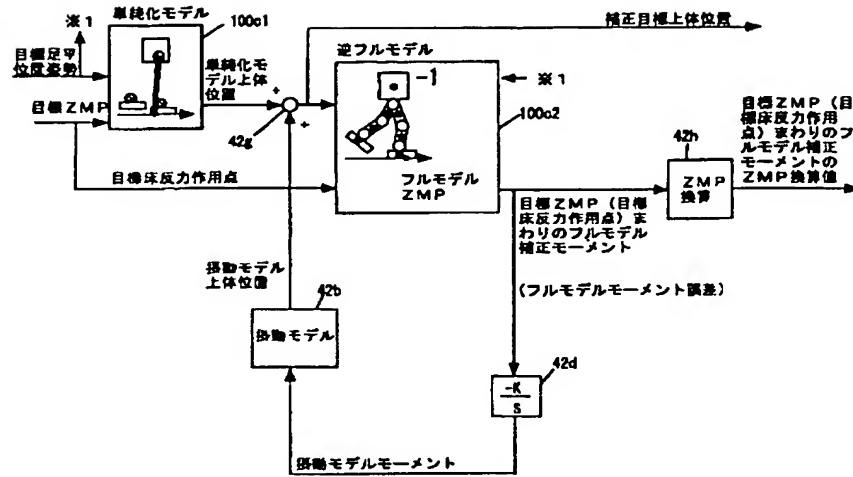 ※1
単純化モデル
100c1
補正目標上体位置
目標足平
位置姿勢
単純化モ
デル上体
位置
逆フルモデル
-1
※1
目標ZMP
+
42g
+
100c2
42h
目標ZMP(目
標床反力作用
点)まわりのフ
ルモデル補正
モーメントの
ZMP換算値
目標床反力作用点
フルモデル
ZMP
ZMP
換算
目標ZMP(目標
床反力作用点)ま
わりのフルモデル
補正モーメント
摂動モデル
上体位置
42b
(フルモデルモーメント誤差)
摂動モデル
42d
-K
S
摂動モデルモーメント